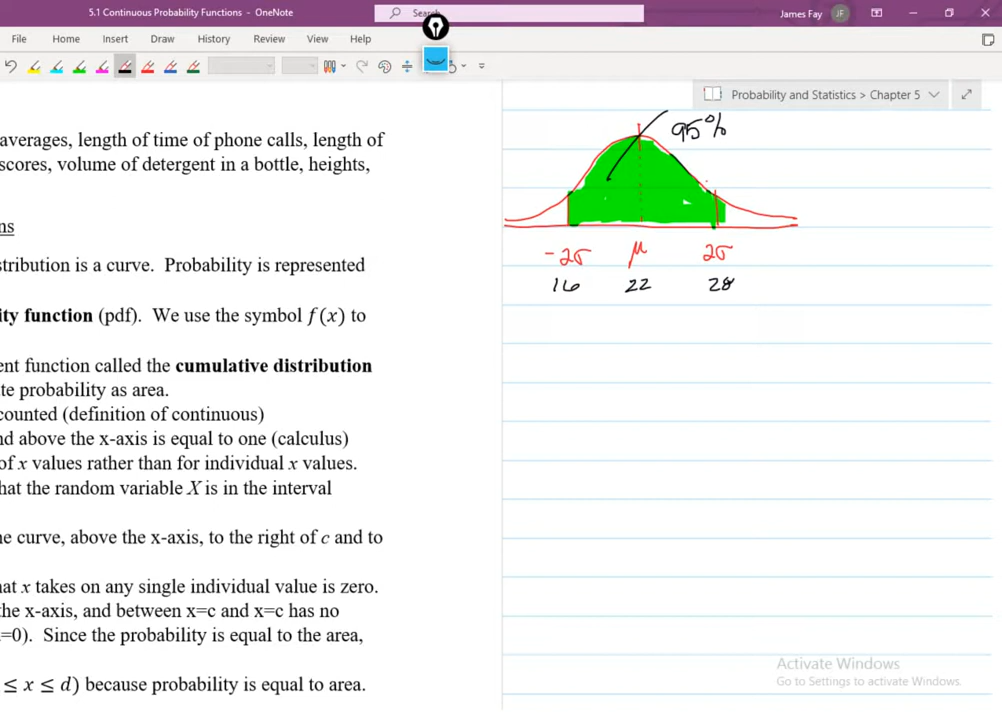 5.1 Continuous Probability Functions - OneNote
Search
James Fay
JF
File Home Insert Draw History Review View Help
Probability and Statistics > Chapter 5
averages, length of time of phone calls, length of
scores, volume of detergent in a bottle, heights,
ns
stribution is a curve. Probability is represented
ity function (pdf). We use the symbol f(x) to
ent function called the cumulative distribution
te probability as area.
counted (definition of continuous)
nd above the x-axis is equal to one (calculus)
of x values rather than for individual x values.
hat the random variable X is in the interval
ne curve, above the x-axis, to the right of c and to
hat x takes on any single individual value is zero.
the x-axis, and between x=c and x=c has no
=0). Since the probability is equal to the area,
≤ x ≤ d) because probability is equal to area.
95%
-2σ μ 2σ
16 22 28
Activate Windows
Go to Settings to activate Windows.